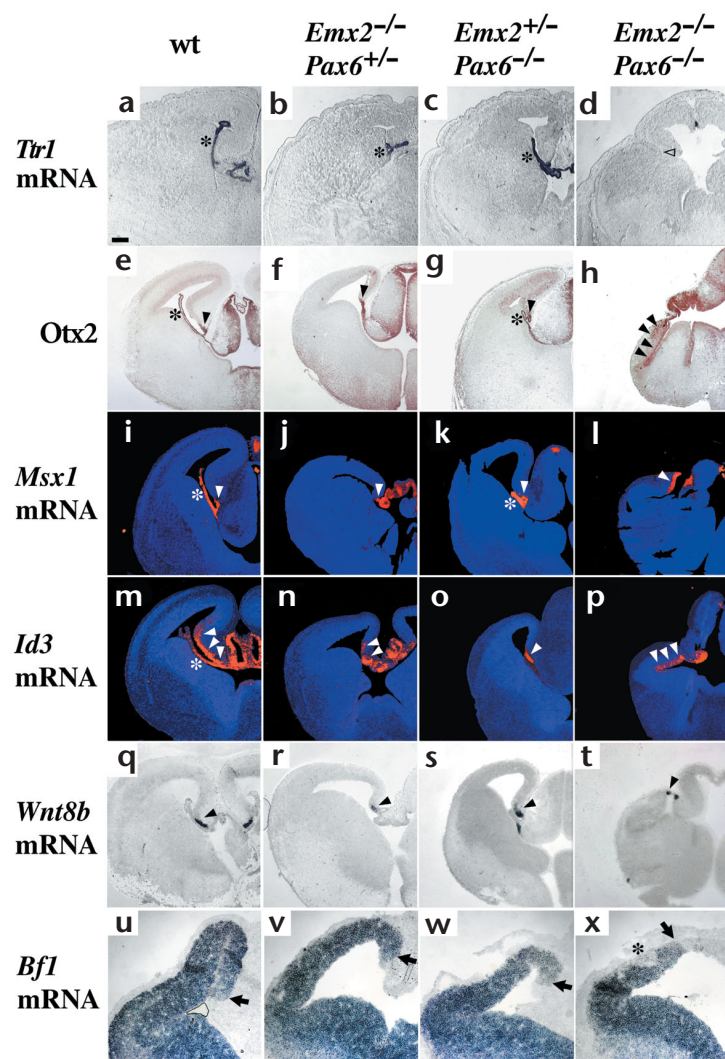 wt
Emx2−/−
Pax6+/−
Emx2+/−
Pax6−/−
Emx2−/−
Pax6−/−
Ttr1
mRNA
a b c d
* * *
Otx2
e f g h
* *
Msx1
mRNA
i j k l
* *
Id3
mRNA
m n o p
*
Wnt8b
mRNA
q r s t
Bf1
mRNA
u v w x
*